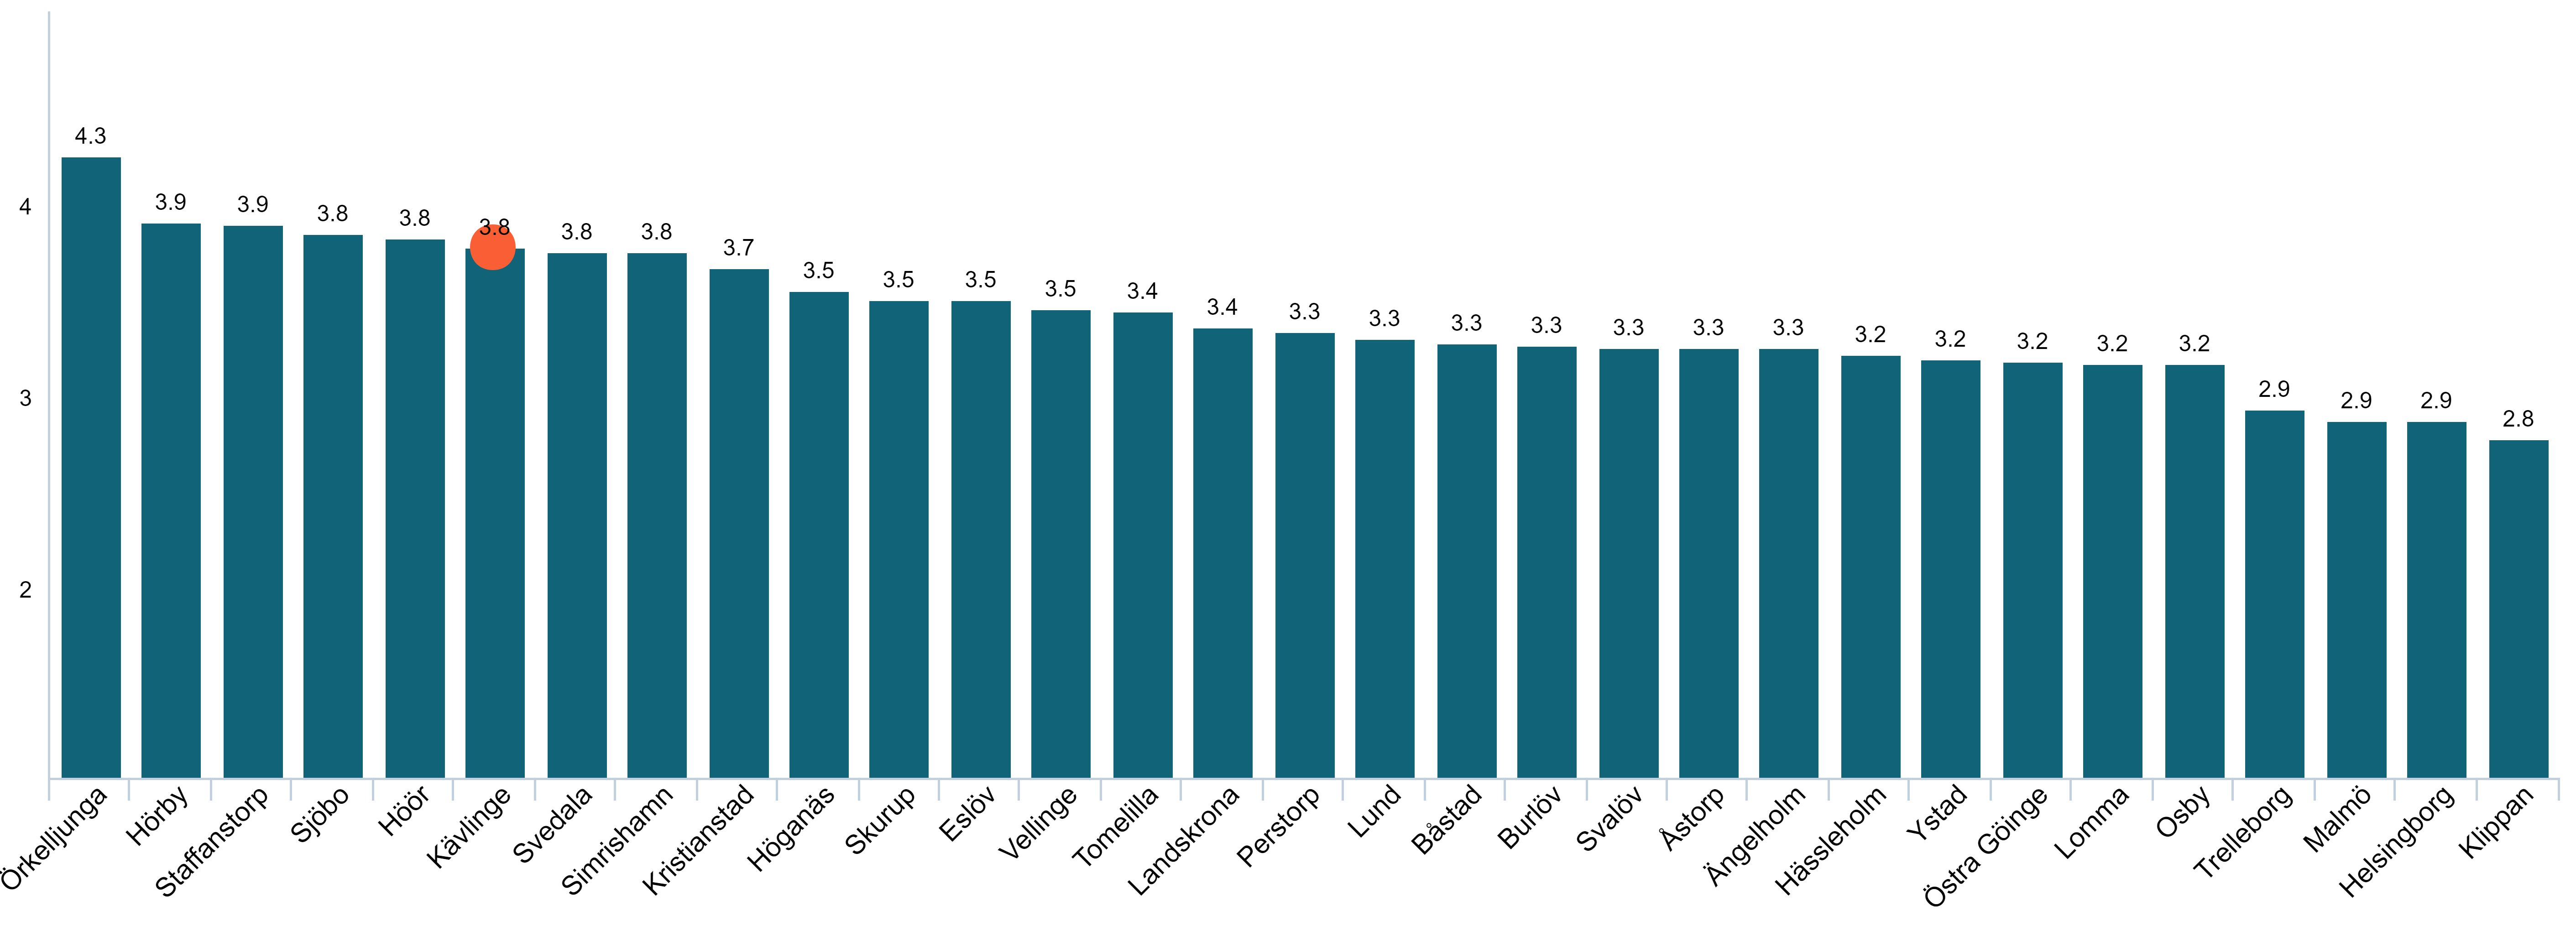 4.3
3.9
3.9
3.8
3.8
3.8
3.8
3.8
3.7
3.5
3.5
3.5
3.5
3.4
3.4
3.3
3.3
3.3
3.3
3.3
3.3
3.3
3.2
3.2
3.2
3.2
3.2
2.9
2.9
2.9
2.8
4
3
2
Örkelljunga
Hörby
Staffanstorp
Sjöbo
Höör
Kävlinge
Svedala
Simrishamn
Kristianstad
Höganäs
Skurup
Eslöv
Vellinge
Tomelilla
Landskrona
Perstorp
Lund
Båstad
Burlöv
Svalöv
Åstorp
Ängelholm
Hässleholm
Ystad
Östra Göinge
Lomma
Osby
Trelleborg
Malmö
Helsingborg
Klippan